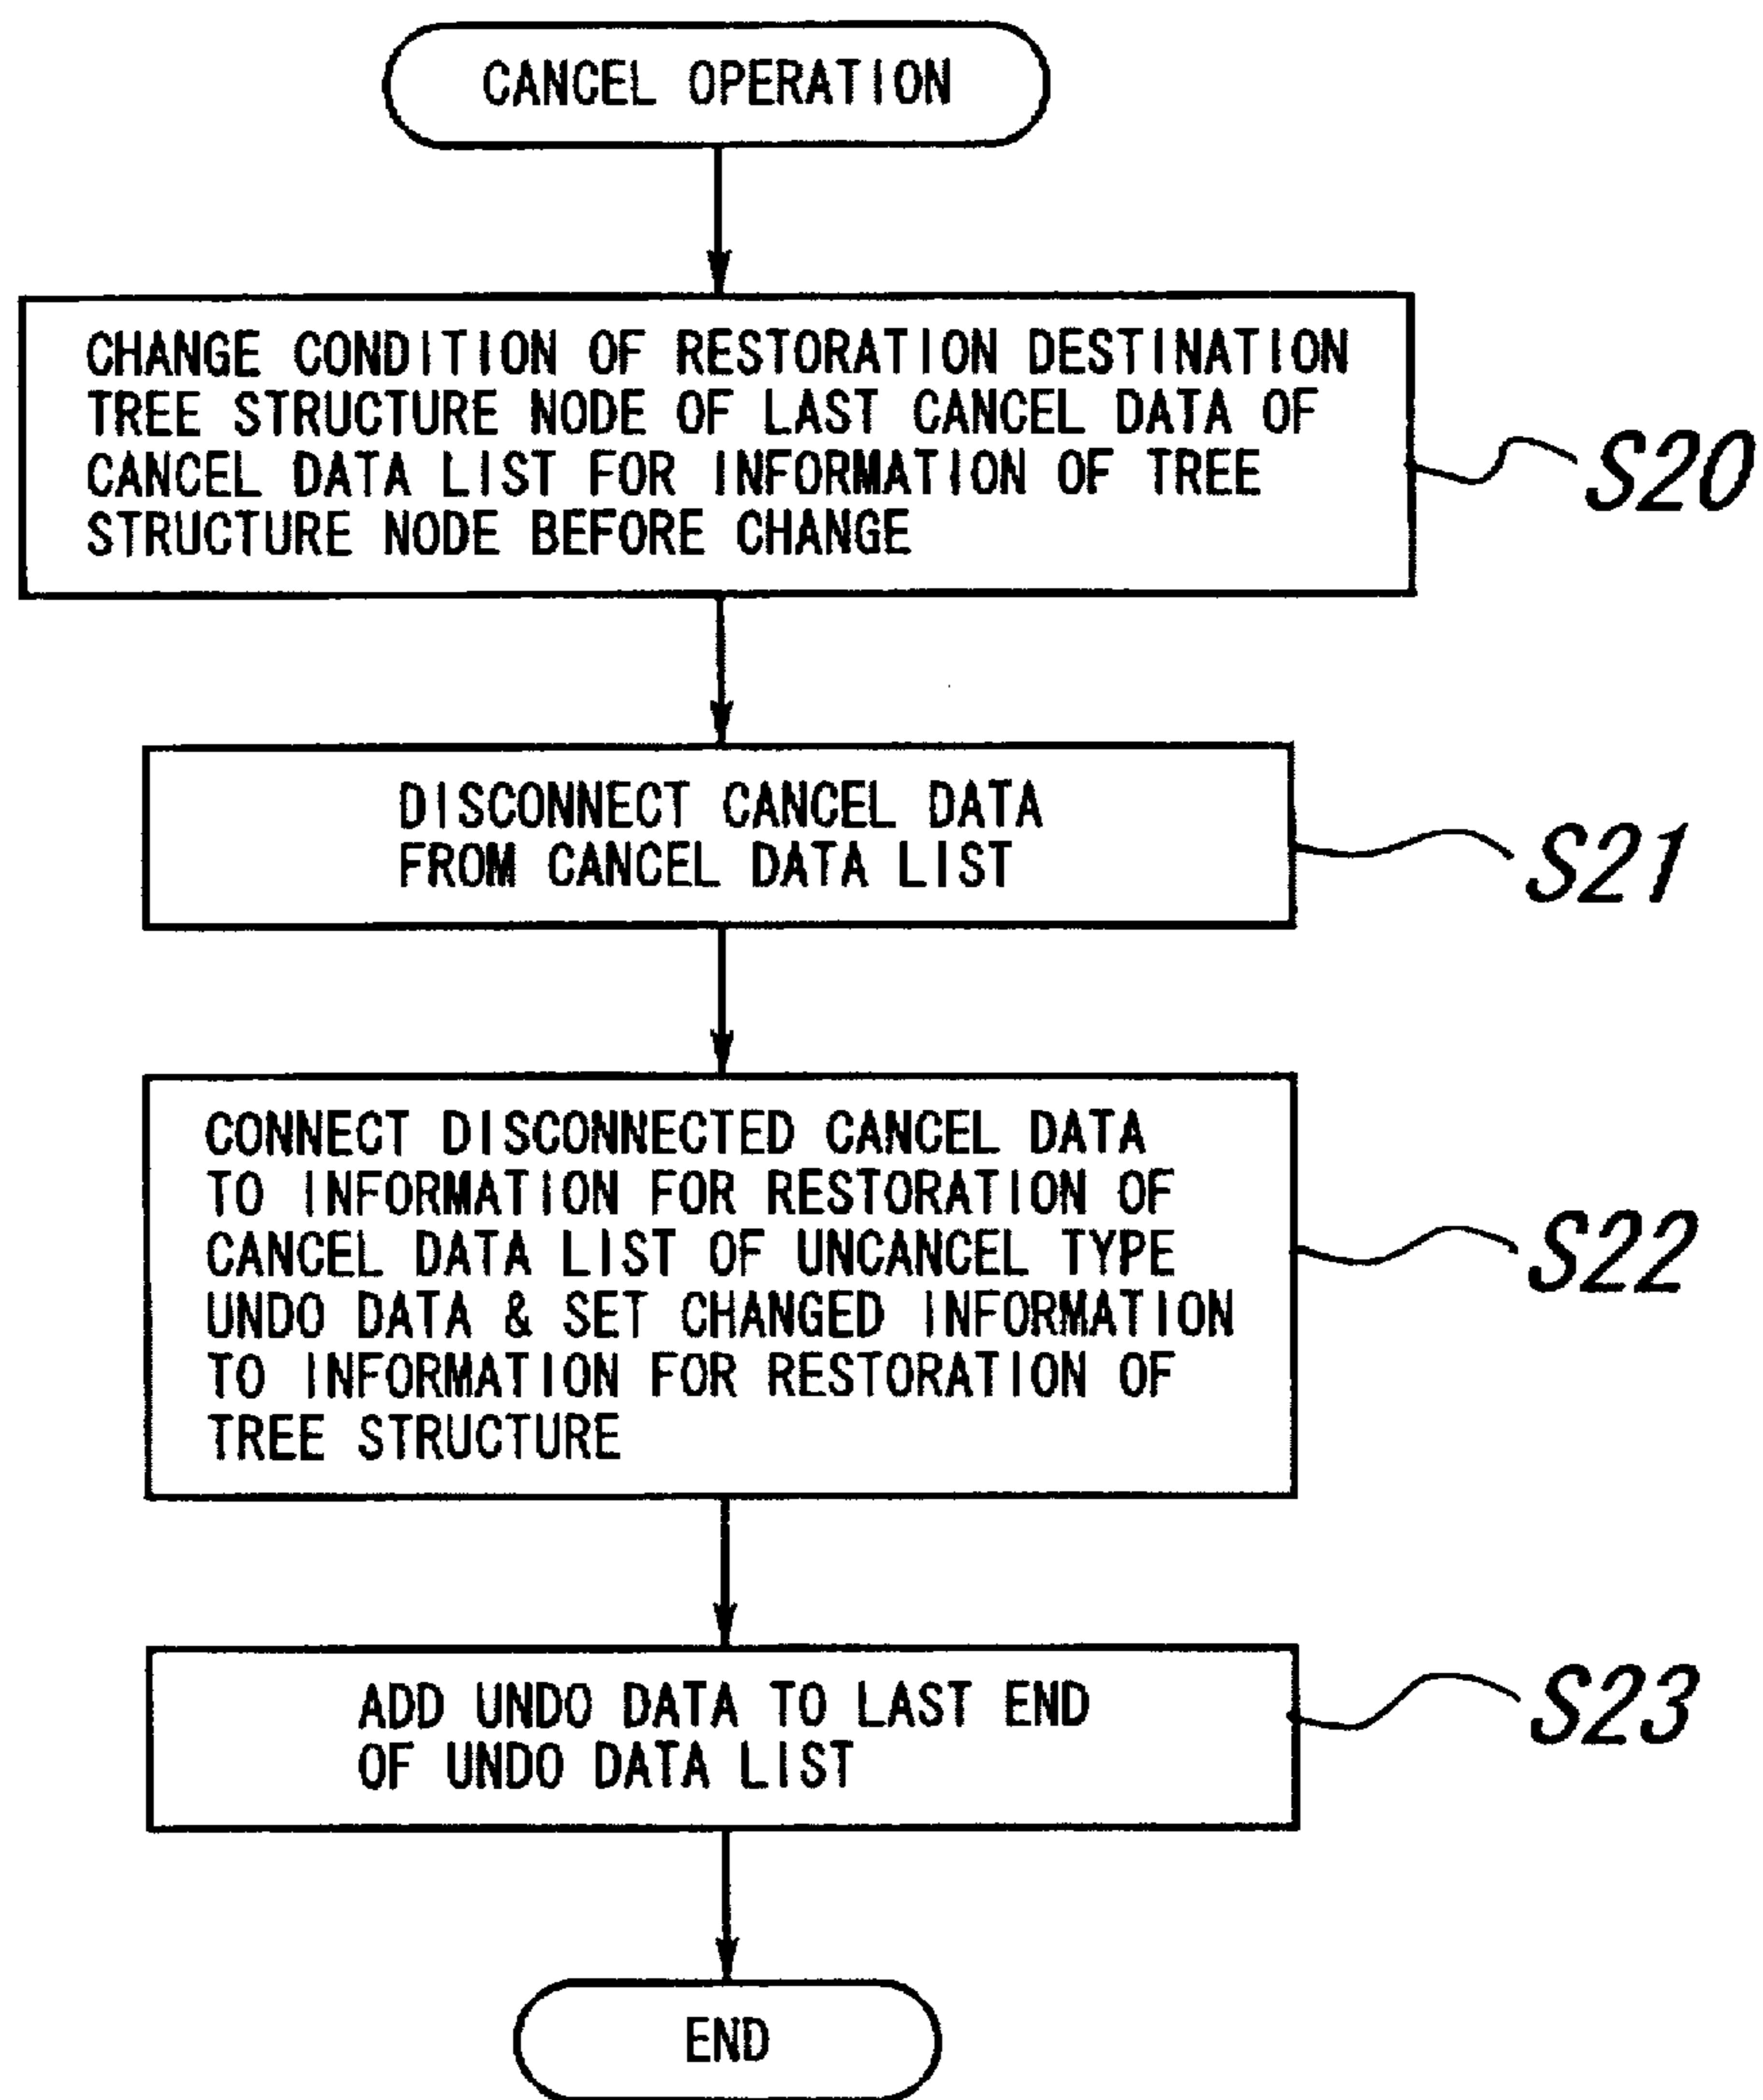 CANCEL OPERATION
CHANGE CONDITION OF RESTORATION DESTINATION
TREE STRUCTURE NODE OF LAST CANCEL DATA OF
CANCEL DATA LIST FOR INFORMATION OF TREE
STRUCTURE NODE BEFORE CHANGE
S20
DISCONNECT CANCEL DATA
FROM CANCEL DATA LIST
S21
CONNECT DISCONNECTED CANCEL DATA
TO INFORMATION FOR RESTORATION OF
CANCEL DATA LIST OF UNCANCEL TYPE
UNDO DATA & SET CHANGED INFORMATION
TO INFORMATION FOR RESTORATION OF
TREE STRUCTURE
S22
ADD UNDO DATA TO LAST END
OF UNDO DATA LIST
S23
END